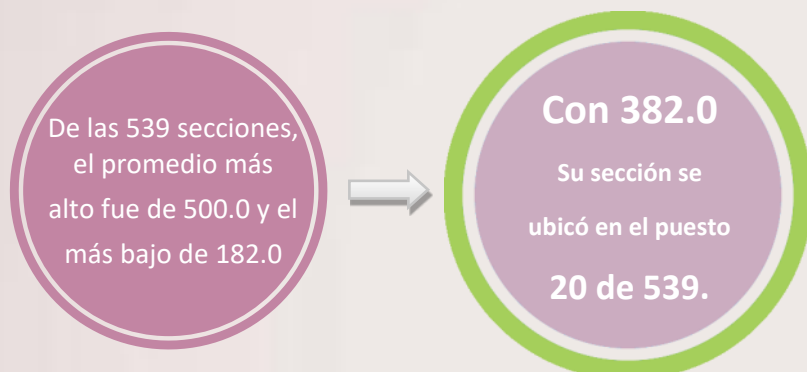 De las 539 secciones,
el promedio más
alto fue de 500.0 y el
más bajo de 182.0
Con 382.0
Su sección se
ubicó en el puesto
20 de 539.